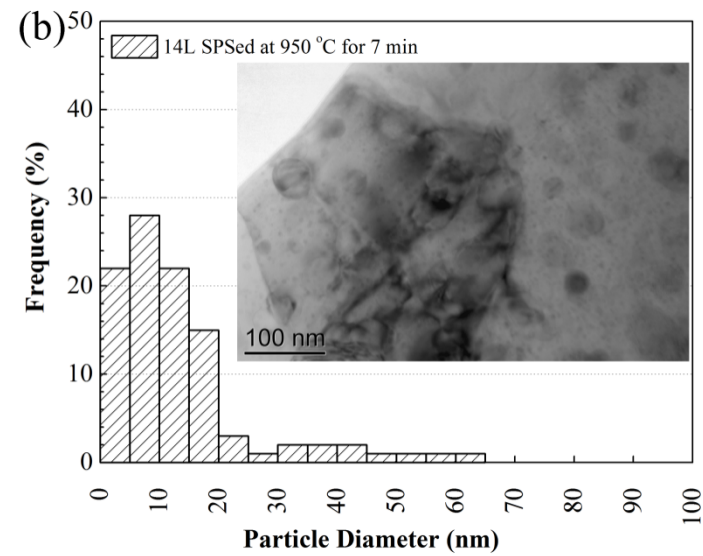 (b)
50
40
30
20
10
0
Frequency (%)
14L SPSed at 950 °C for 7 min
100 nm
0 10 20 30 40 50 60 70 80 90 100
Particle Diameter (nm)